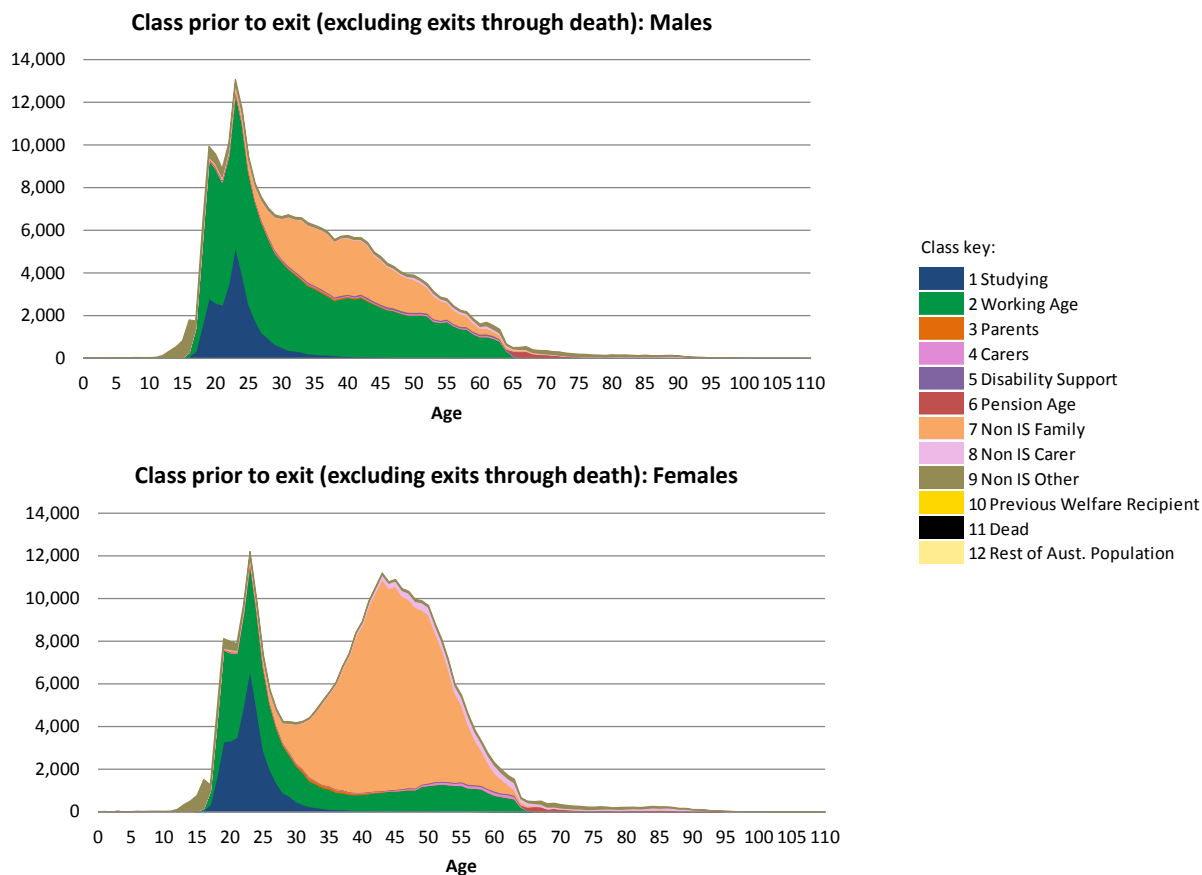 Class prior to exit (excluding exits through death): Males
14,000
12,000
10,000
8,000
6,000
4,000
2,000
0
0 5 10 15 20 25 30 35 40 45 50 55 60 65 70 75 80 85 90 95 100 105 110
Age
Class prior to exit (excluding exits through death): Females
14,000
12,000
10,000
8,000
6,000
4,000
2,000
0
0 5 10 15 20 25 30 35 40 45 50 55 60 65 70 75 80 85 90 95 100 105 110
Age
Class key:
1 Studying
2 Working Age
3 Parents
4 Carers
5 Disability Support
6 Pension Age
7 Non IS Family
8 Non IS Carer
9 Non IS Other
10 Previous Welfare Recipient
11 Dead
12 Rest of Aust. Population